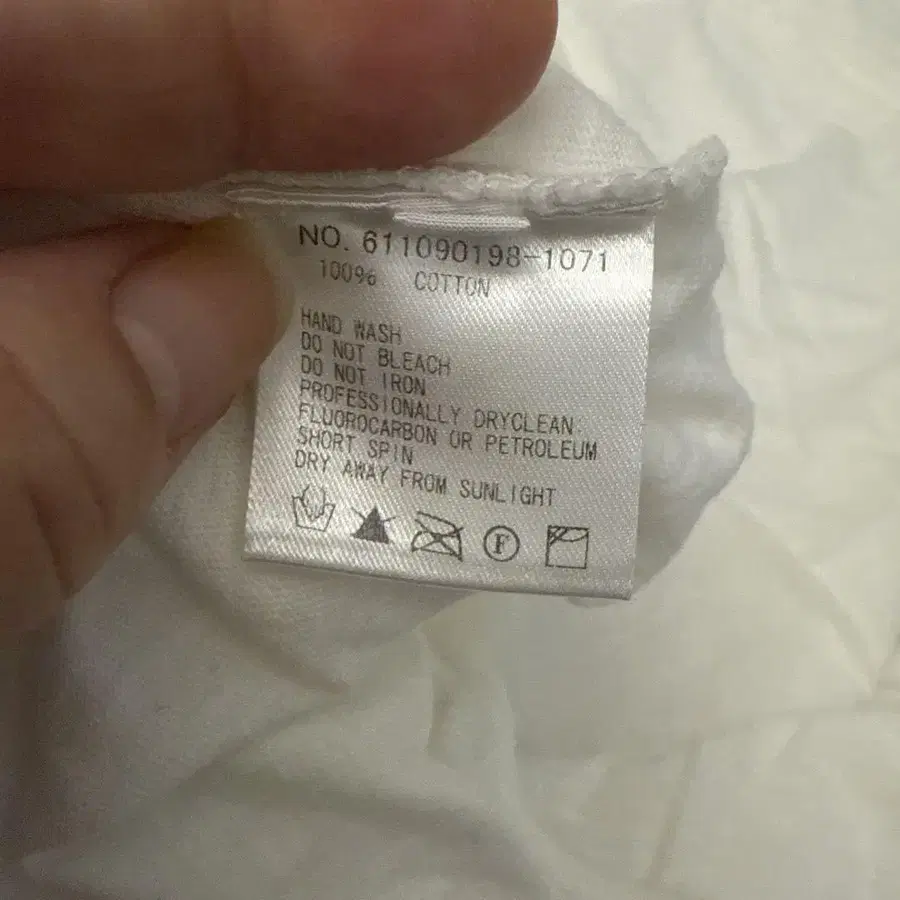 NO. 611090198-1071
100% COTTON
HAND WASH
DO NOT BLEACH
DO NOT IRON
PROFESSIONALLY DRYCLEAN:
FLUOROCARBON OR PETROLEUM
SHORT SPIN
DRY AWAY FROM SUNLIGHT
F